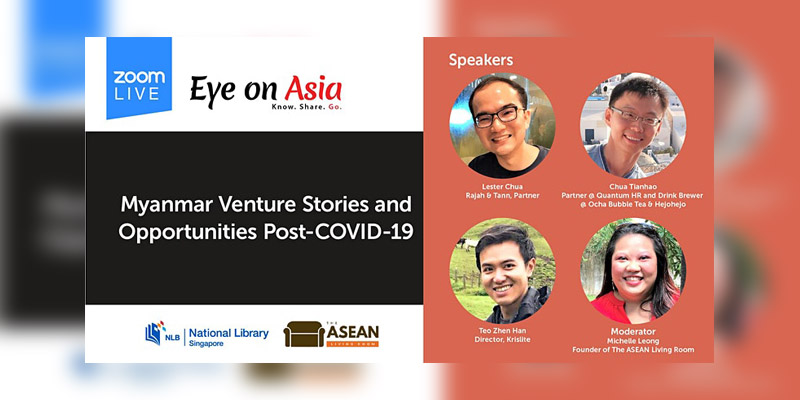 zoom
LIVE
Eye on Asia
Know. Share. Go.
Myanmar Venture Stories and
Opportunities Post-COVID-19
NLB
National Library
Singapore
THE
ASEAN
LIVING ROOM
Speakers
Lester Chua
Rajah & Tann, Partner
Chua Tianhao
Partner @ Quantum HR and Drink Brewer
@ Ocha Bubble Tea & Hejohejo
Teo Zhen Han
Director, Krislite
Moderator
Michelle Leong
Founder of The ASEAN Living Room